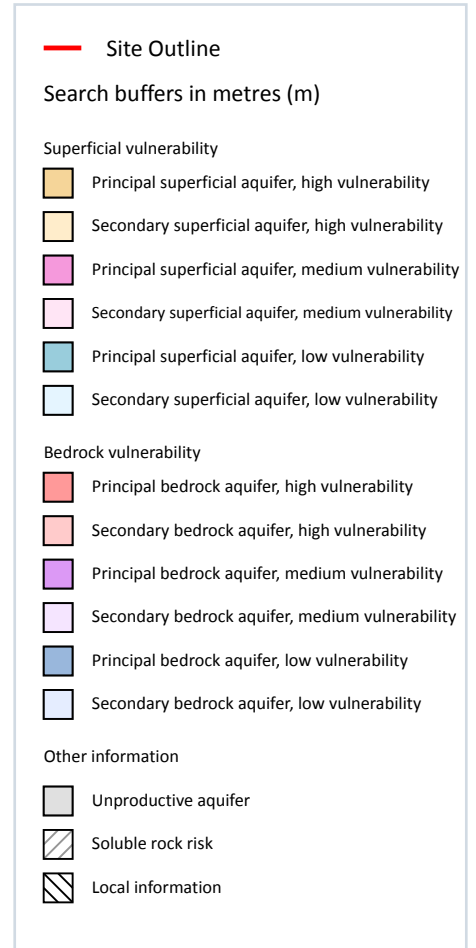 Site Outline
Search buffers in metres (m)
Superficial vulnerability
Principal superficial aquifer, high vulnerability
Secondary superficial aquifer, high vulnerability
Principal superficial aquifer, medium vulnerability
Secondary superficial aquifer, medium vulnerability
Principal superficial aquifer, low vulnerability
Secondary superficial aquifer, low vulnerability
Bedrock vulnerability
Principal bedrock aquifer, high vulnerability
Secondary bedrock aquifer, high vulnerability
Principal bedrock aquifer, medium vulnerability
Secondary bedrock aquifer, medium vulnerability
Principal bedrock aquifer, low vulnerability
Secondary bedrock aquifer, low vulnerability
Other information
Unproductive aquifer
Soluble rock risk
Local information